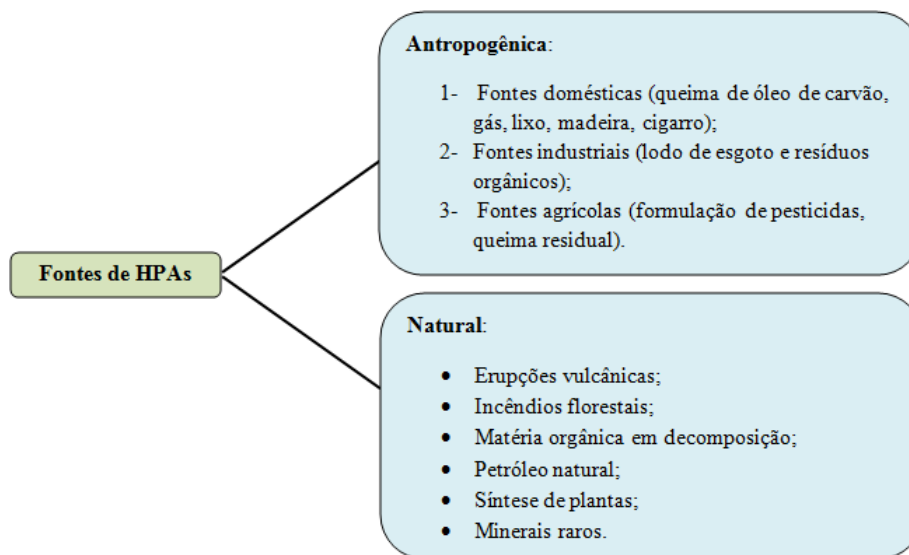 Antropogênica:
1- Fontes domésticas (queima de óleo de carvão,
gás, lixo, madeira, cigarro);
2- Fontes industriais (lodo de esgoto e resíduos
orgânicos);
3- Fontes agrícolas (formulação de pesticidas,
queima residual).
Fontes de HPAs
Natural:
• Erupções vulcânicas;
• Incêndios florestais;
• Matéria orgânica em decomposição;
• Petróleo natural;
• Síntese de plantas;
• Minerais raros.